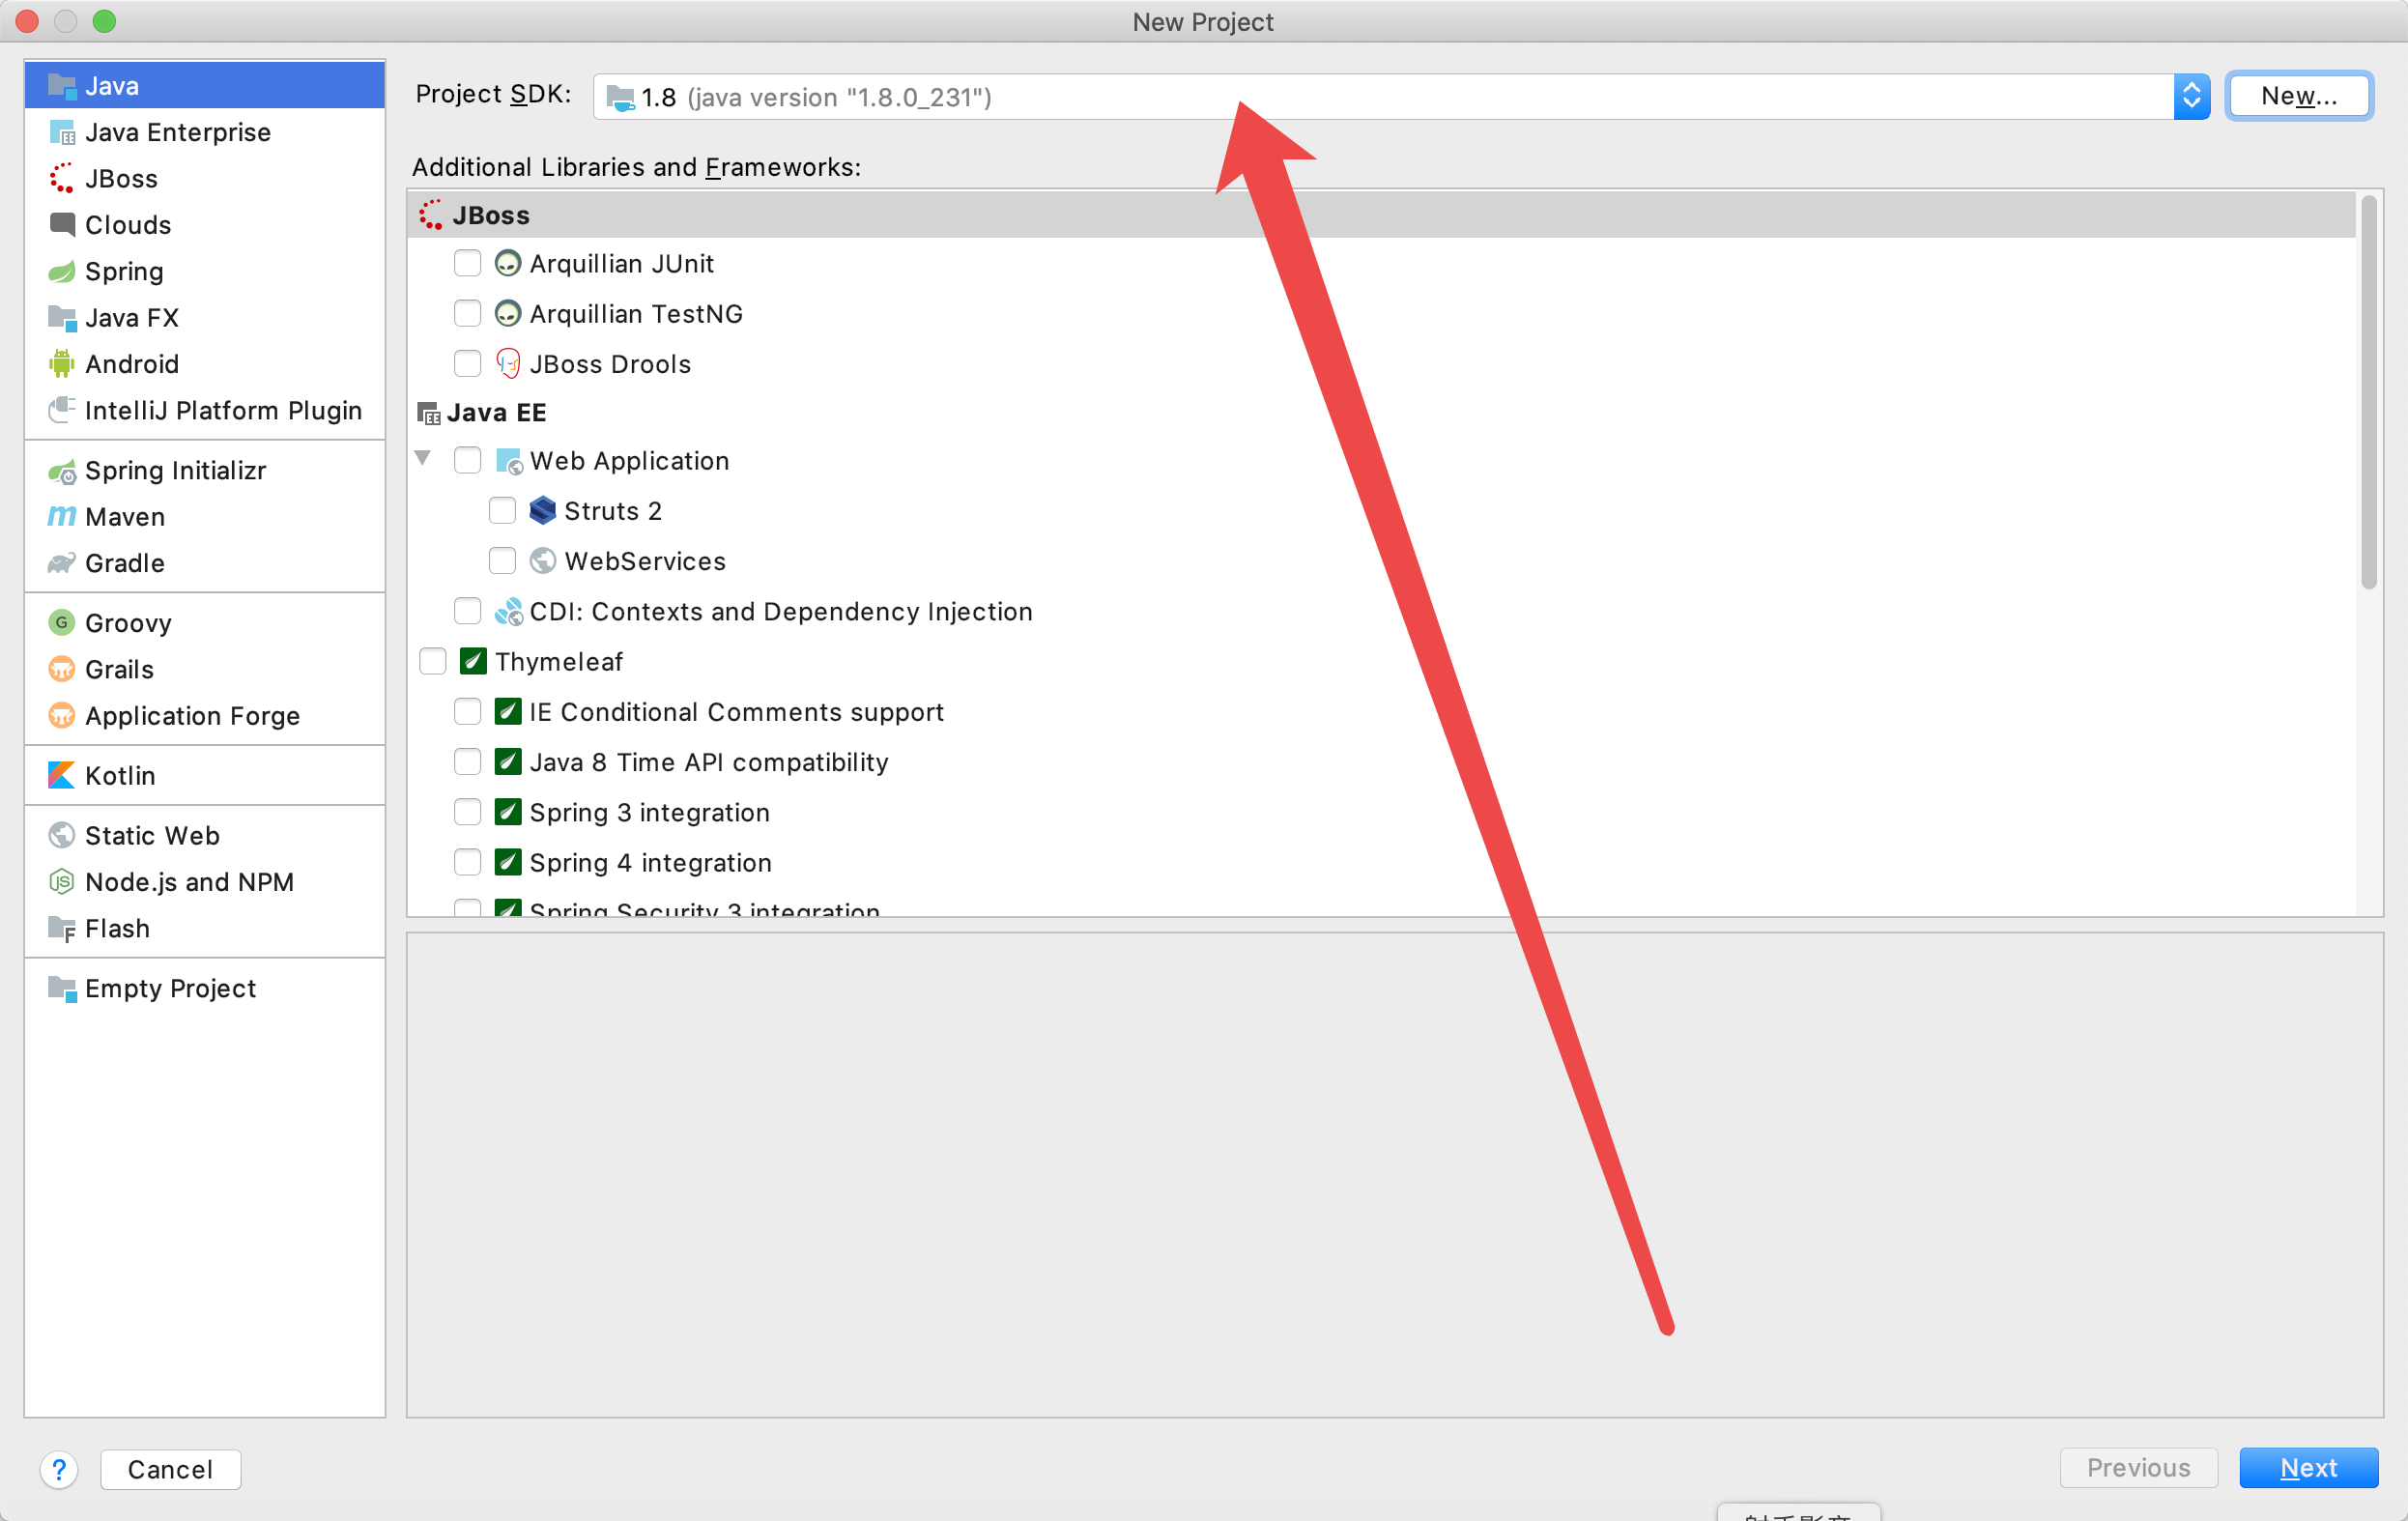 New Project
Java
Java Enterprise
JBoss
Clouds
Spring
Java FX
Android
IntelliJ Platform Plugin
Spring Initializr
Maven
Gradle
Groovy
Grails
Application Forge
Kotlin
Static Web
Node.js and NPM
Flash
Empty Project
Project SDK: 1.8 (java version "1.8.0_231") New...
Additional Libraries and Frameworks:
JBoss
Arquillian JUnit
Arquillian TestNG
JBoss Drools
Java EE
Web Application
Struts 2
WebServices
CDI: Contexts and Dependency Injection
Thymeleaf
IE Conditional Comments support
Java 8 Time API compatibility
Spring 3 integration
Spring 4 integration
Spring Security 3 integration
? Cancel Previous Next